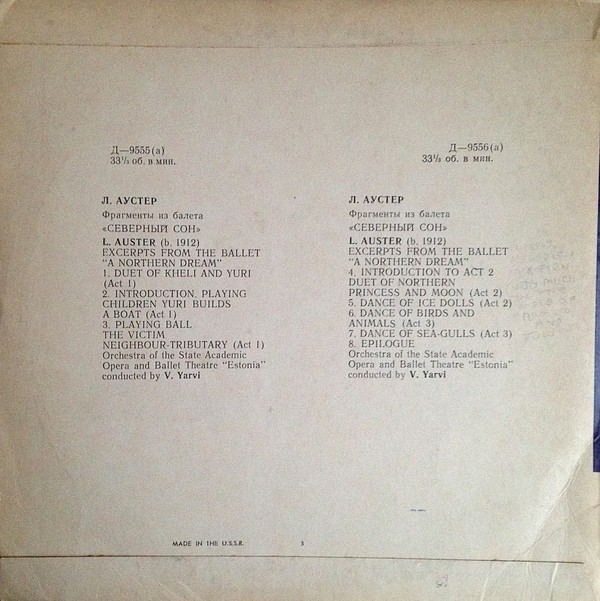 Д—9555(а)
33⅓ об. в мин.
Л. АУСТЕР
Фрагменты из балета
«СЕВЕРНЫЙ СОН»
L. AUSTER (b. 1912)
EXCERPTS FROM THE BALLET
"A NORTHERN DREAM"
1. DUET OF KHELI AND YURI
(Act 1)
2. INTRODUCTION, PLAYING
CHILDREN YURI BUILDS
A BOAT (Act 1)
3. PLAYING BALL
THE VICTIM
NEIGHBOUR-TRIBUTARY (Act 1)
Orchestra of the State Academic
Opera and Ballet Theatre "Estonia"
conducted by V. Yarvi
Д—9556(а)
33⅓ об. в мин.
Л. АУСТЕР
Фрагменты из балета
«СЕВЕРНЫЙ СОН»
L. AUSTER (b. 1912)
EXCERPTS FROM THE BALLET
"A NORTHERN DREAM"
4. INTRODUCTION TO ACT 2
DUET OF NORTHERN
PRINCESS AND MOON (Act 2)
5. DANCE OF ICE DOLLS (Act 2)
6. DANCE OF BIRDS AND
ANIMALS (Act 3)
7. DANCE OF SEA-GULLS (Act 3)
8. EPILOGUE
Orchestra of the State Academic
Opera and Ballet Theatre "Estonia"
conducted by V. Yarvi
MADE IN THE U.S.S.R. 3